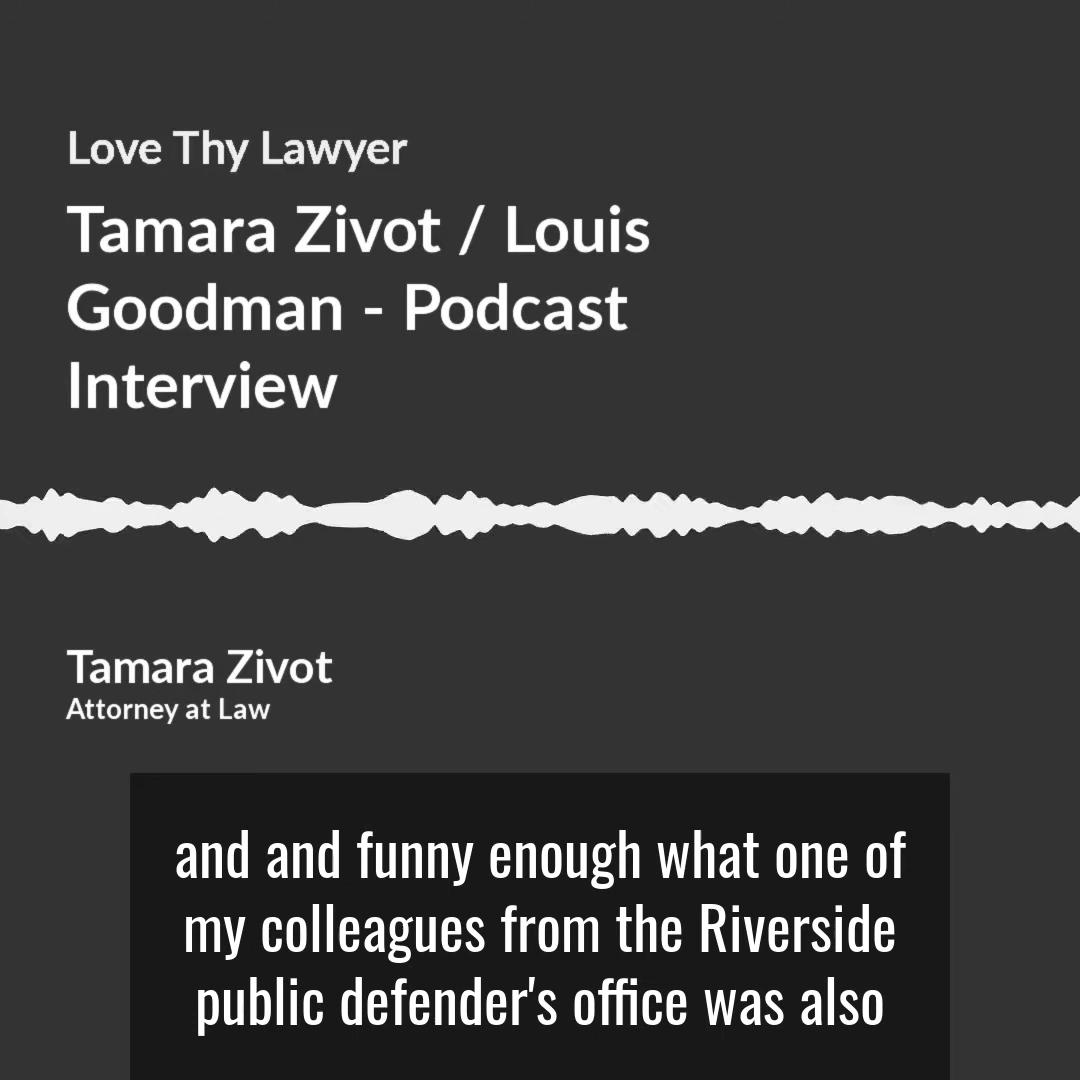 Love Thy Lawyer
Tamara Zivot / Louis
Goodman - Podcast
Interview
Tamara Zivot
Attorney at Law
and and funny enough what one of
my colleagues from the Riverside
public defender's office was also